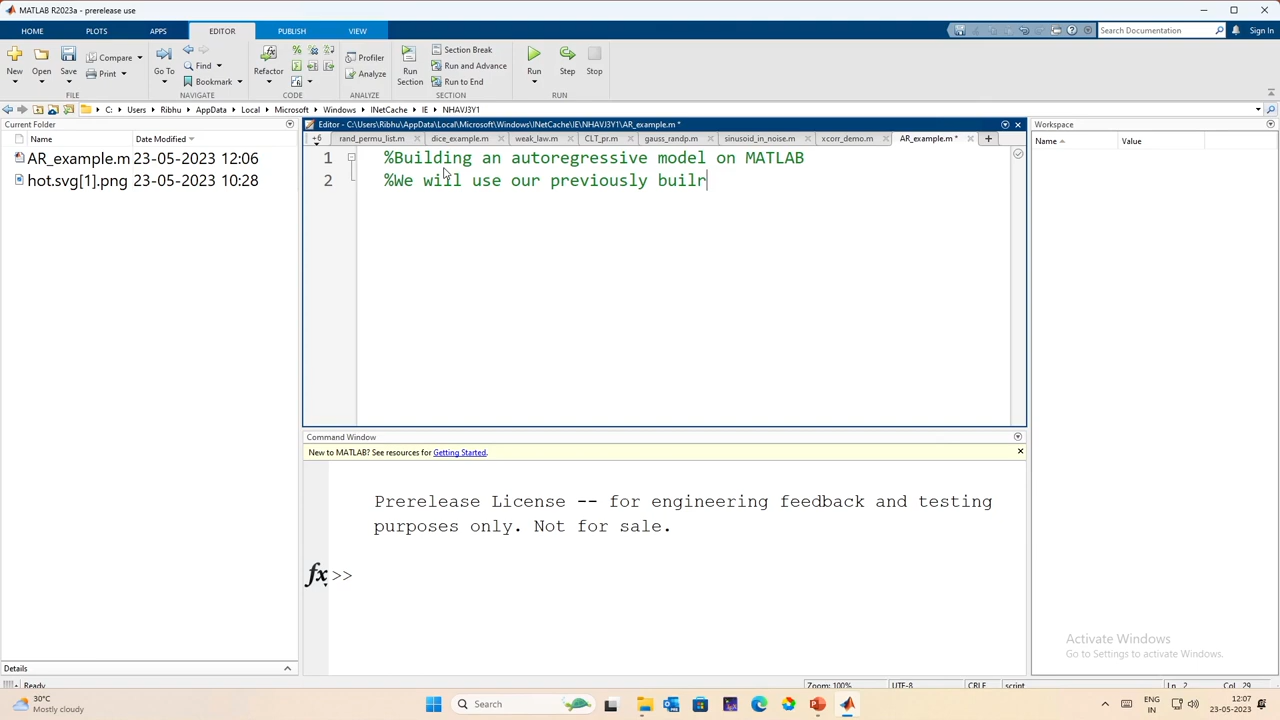 MATLAB R2023a - prerelease use
HOME PLOTS APPS EDITOR PUBLISH VIEW Search Documentation Sign In
New Open Save Compare Print Go To Find Bookmark Refactor Profiler Analyze Run Section Section Break Run and Advance Run to End Run Step Stop
FILE NAVIGATE CODE ANALYZE SECTION RUN
C: Users Ribhu AppData Local Microsoft Windows INetCache IE NHAVJ3Y1
Current Folder
Name Date Modified
AR_example.m 23-05-2023 12:06
hot.svg[1].png 23-05-2023 10:28
Details
Editor - C:\Users\Ribhu\AppData\Local\Microsoft\Windows\INetCache\IE\NHAVJ3Y1\AR_example.m *
+6 rand_permu_list.m dice_example.m weak_law.m CLT_pr.m gauss_randp.m sinusoid_in_noise.m xcorr_demo.m AR_example.m * +
1 %Building an autoregressive model on MATLAB
2 %We will use our previously builr
Command Window
New to MATLAB? See resources for Getting Started.
Prerelease License -- for engineering feedback and testing
purposes only. Not for sale.
fx >>
Workspace
Name Value
Activate Windows
Go to Settings to activate Windows.
Ready Zoom: 100% UTF-8 CRLF script Ln 2 Col 29
30°C
Mostly cloudy
Search
ENG
IN
12:07
23-05-2023